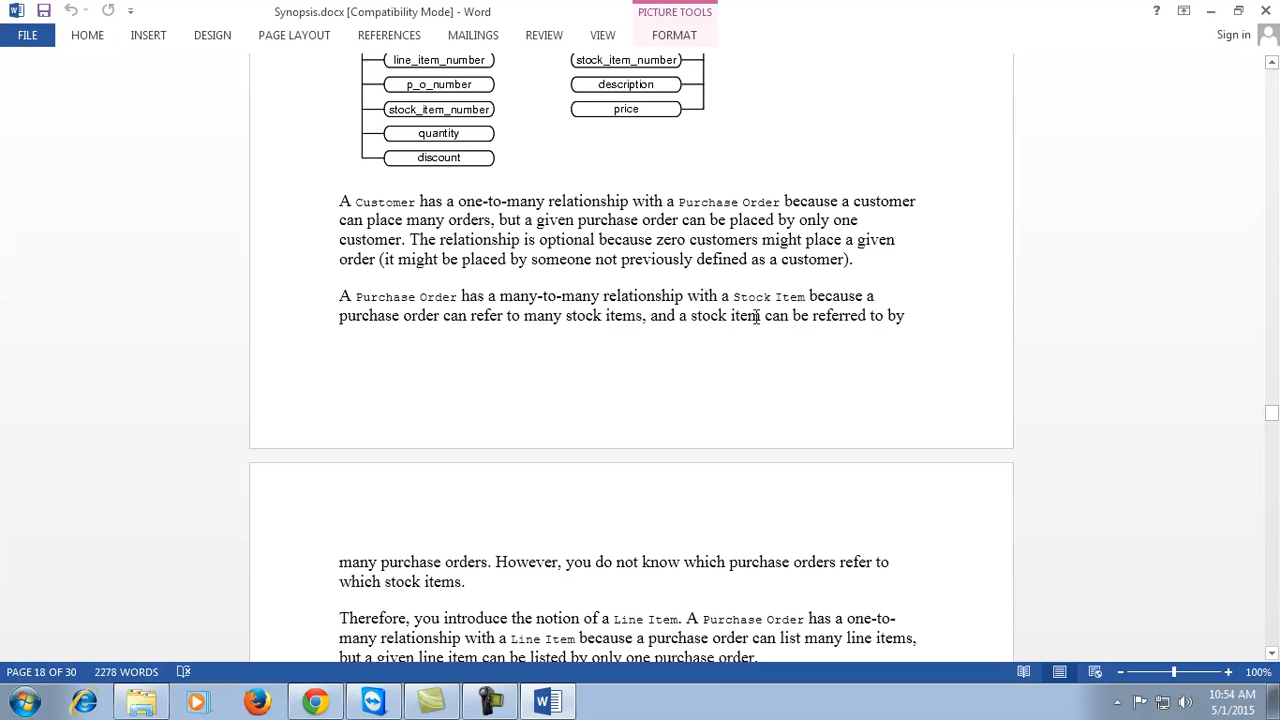 Synopsis.docx [Compatibility Mode] - Word
PICTURE TOOLS
?
FILE HOME INSERT DESIGN PAGE LAYOUT REFERENCES MAILINGS REVIEW VIEW FORMAT Sign in
line_item_number stock_item_number
p_o_number description
stock_item_number price
quantity
discount
A Customer has a one-to-many relationship with a Purchase Order because a customer
can place many orders, but a given purchase order can be placed by only one
customer. The relationship is optional because zero customers might place a given
order (it might be placed by someone not previously defined as a customer).
A Purchase Order has a many-to-many relationship with a Stock Item because a
purchase order can refer to many stock items, and a stock item can be referred to by
many purchase orders. However, you do not know which purchase orders refer to
which stock items.
Therefore, you introduce the notion of a Line Item. A Purchase Order has a one-to-
many relationship with a Line Item because a purchase order can list many line items,
but a given line item can be listed by only one purchase order.
PAGE 18 OF 30 2278 WORDS 100%
10:54 AM
5/1/2015